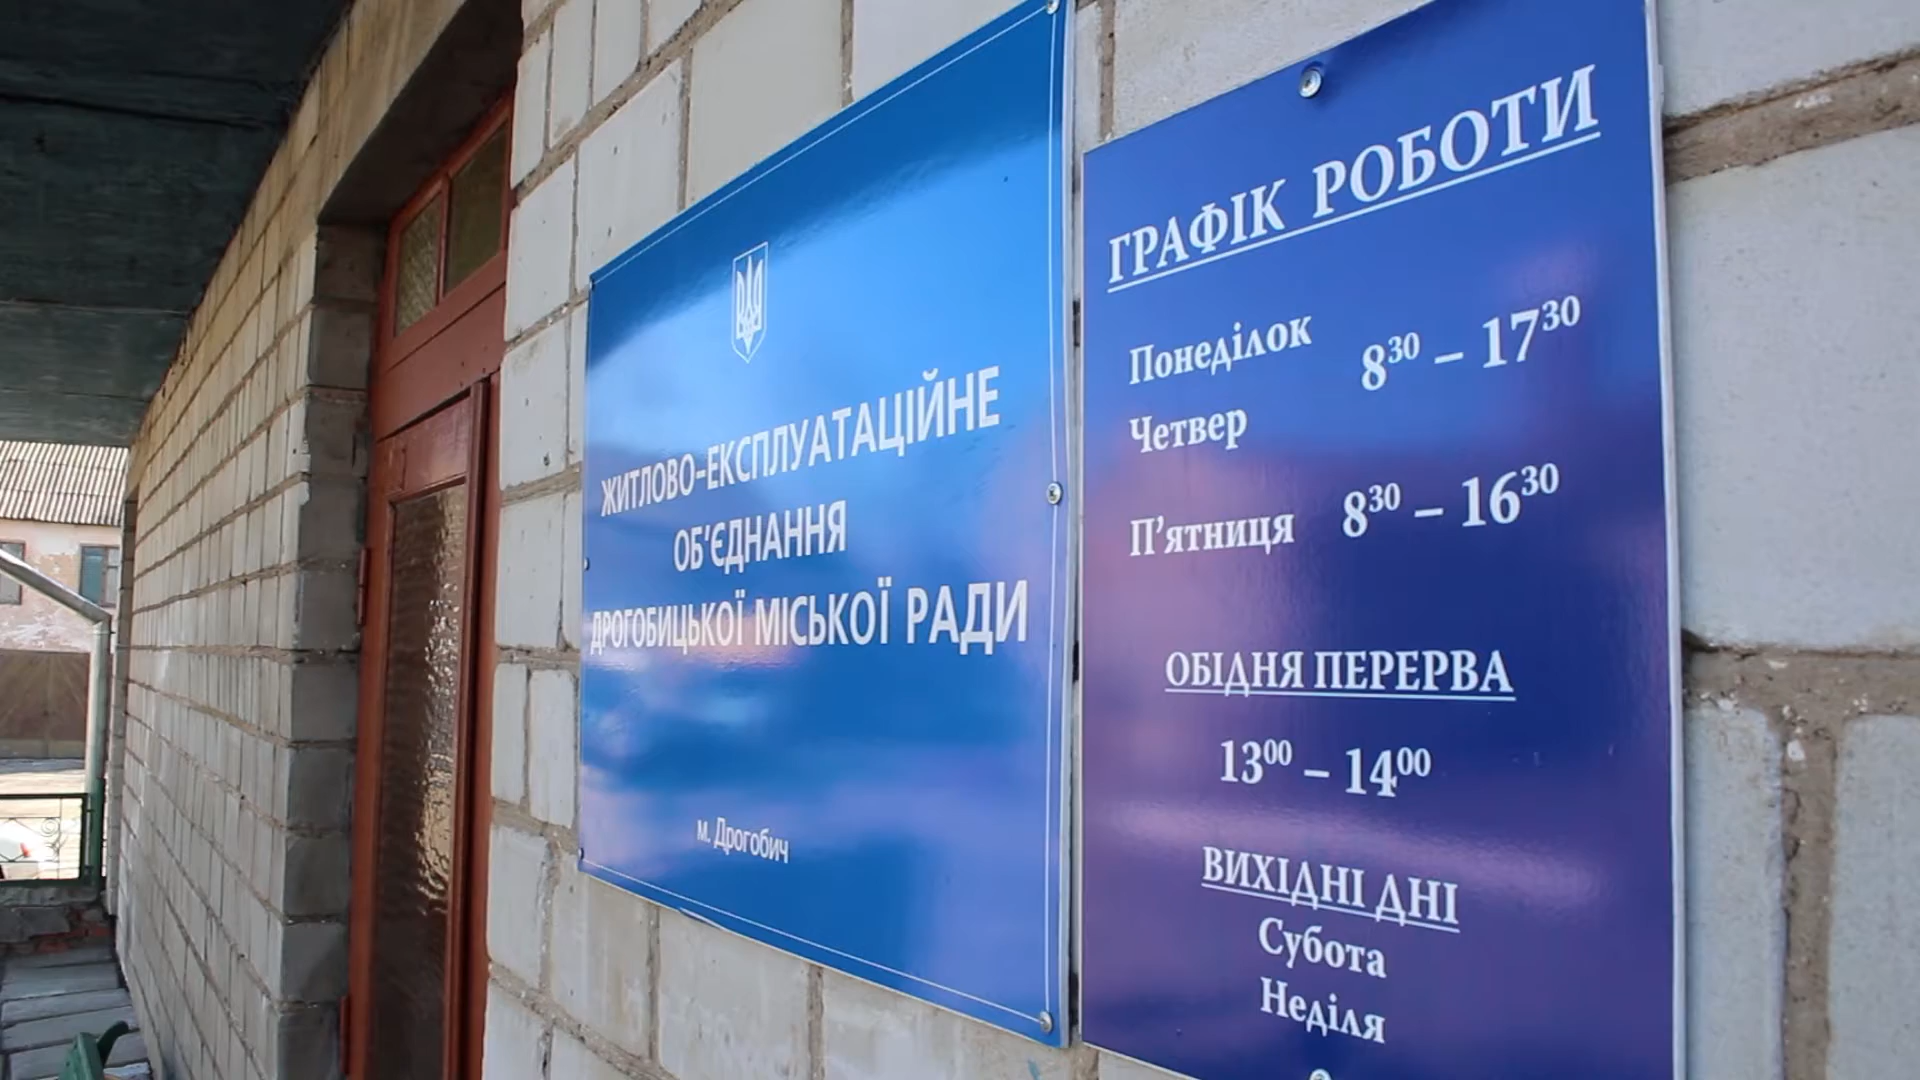 ЖИТЛОВО-ЕКСПЛУАТАЦІЙНЕ
ОБ'ЄДНАННЯ
ДРОГОБИЦЬКОЇ МІСЬКОЇ РАДИ
м. Дрогобич
ГРАФІК РОБОТИ
Понеділок 8³⁰ – 17³⁰
Четвер
П'ятниця 8³⁰ – 16³⁰
ОБІДНЯ ПЕРЕРВА
13⁰⁰ – 14⁰⁰
ВИХІДНІ ДНІ
Субота
Неділя